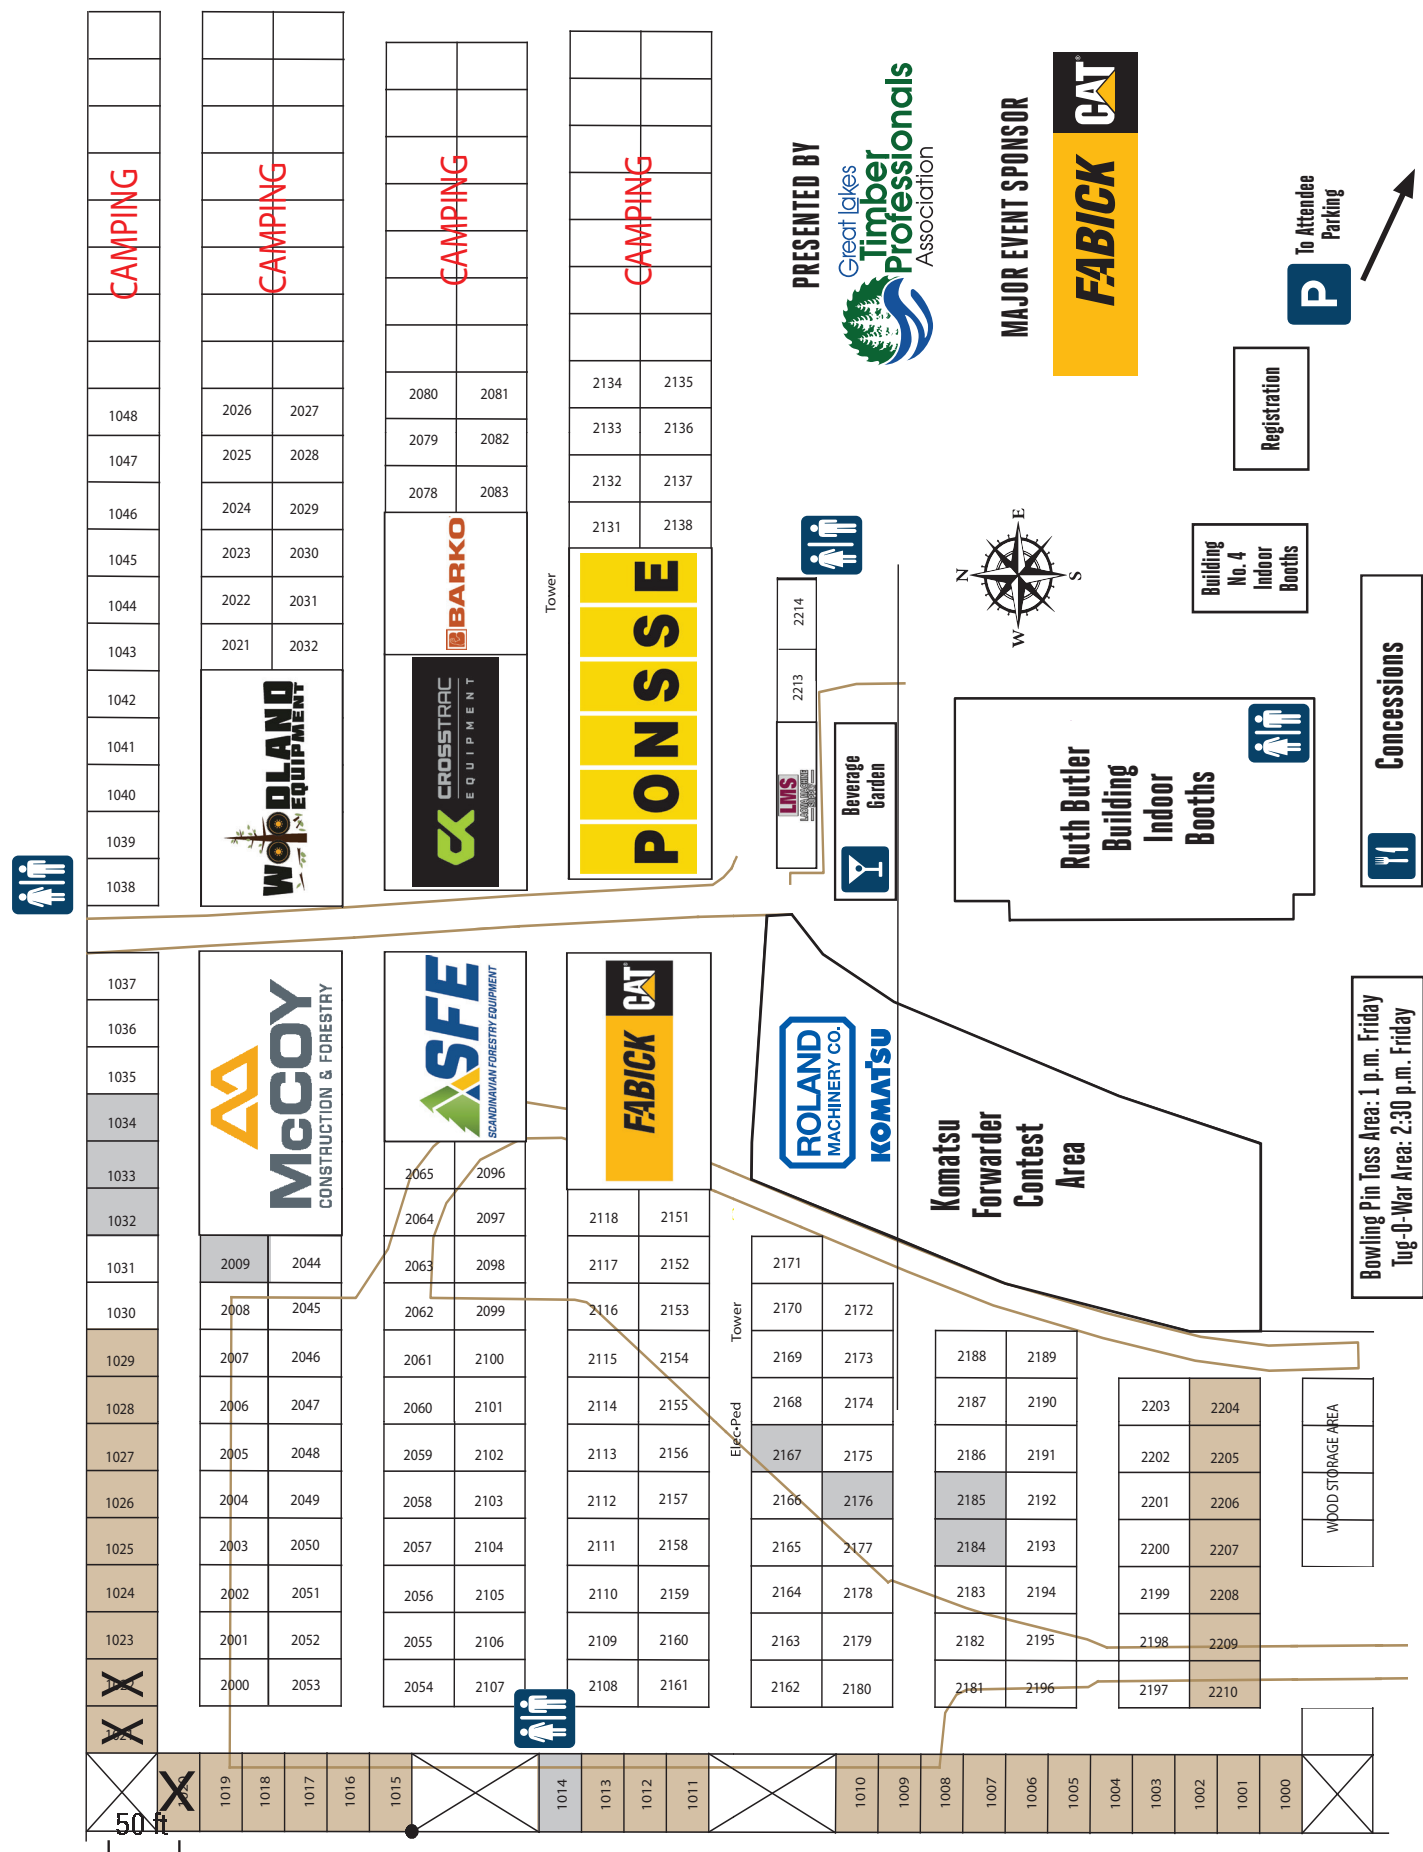 CAMPING
CAMPING
CAMPING
CAMPING
PRESENTED BY
Great Lakes
Timber
Professionals
Association
MAJOR EVENT SPONSOR
FABICK CAT
To Attendee
Parking
P
Registration
Building
No. 4
Indoor
Booths
N
E
S
W
Concessions
Ruth Butler
Building
Indoor
Booths
Beverage
Garden
1048
1047
1046
1045
1044
1043
1042
1041
1040
1039
1038
2026 2027
2025 2028
2024 2029
2023 2030
2022 2031
2021 2032
WOODLAND
EQUIPMENT
2080 2081
2079 2082
2078 2083
BARKO
CROSSTRAC
EQUIPMENT
2134 2135
2133 2136
2132 2137
2131 2138
Tower
PONSSE
2214
2213
LMS
1037
1036
1035
1034
1033
1032
1031
1030
1029
1028
1027
1026
1025
1024
1023
1022
1021
McCOY
CONSTRUCTION & FORESTRY
2009 2044
2008 2045
2007 2046
2006 2047
2005 2048
2004 2049
2003 2050
2002 2051
2001 2052
2000 2053
SFE
SCANDINAVIAN FORESTRY EQUIPMENT
2065 2096
2064 2097
2063 2098
2062 2099
2061 2100
2060 2101
2059 2102
2058 2103
2057 2104
2056 2105
2055 2106
2054 2107
FABICK CAT
2118 2151
2117 2152
2116 2153
2115 2154
2114 2155
2113 2156
2112 2157
2111 2158
2110 2159
2109 2160
2108 2161
Tower
Elec•Ped
ROLAND
MACHINERY CO.
KOMATSU
Komatsu
Forwarder
Contest
Area
2171
2170 2172
2169 2173
2168 2174
2167 2175
2166 2176
2165 2177
2164 2178
2163 2179
2162 2180
2188 2189
2187 2190
2186 2191
2185 2192
2184 2193
2183 2194
2182 2195
2181 2196
2203 2204
2202 2205
2201 2206
2200 2207
2199 2208
2198 2209
2197 2210
WOOD STORAGE AREA
Bowling Pin Toss Area: 1 p.m. Friday
Tug-O-War Area: 2:30 p.m. Friday
1020
1019
1018
1017
1016
1015
1014
1013
1012
1011
1010
1009
1008
1007
1006
1005
1004
1003
1002
1001
1000
50 ft